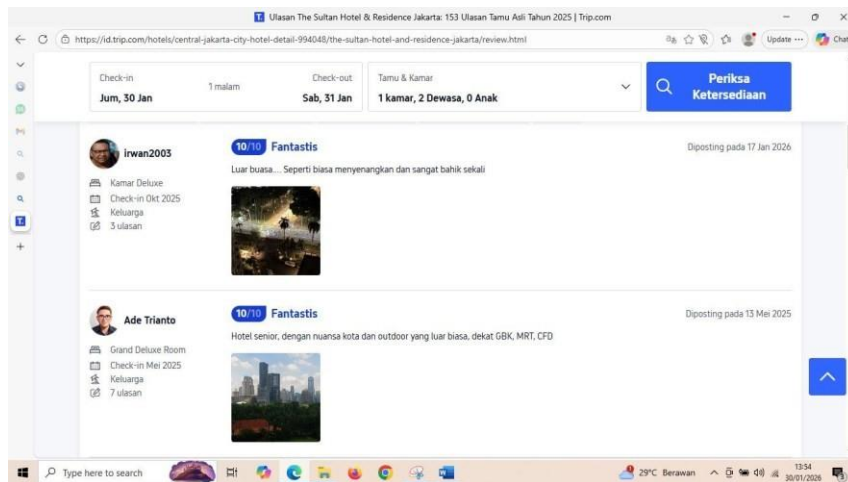 Ulasan The Sultan Hotel & Residence Jakarta: 153 Ulasan Tamu Asli Tahun 2025 | Trip.com
https://id.trip.com/hotels/central-jakarta-city-hotel-detail-994048/the-sultan-hotel-and-residence-jakarta/review.html
Update
Chat
Check-in
1 malam
Check-out
Jum, 30 Jan
Sab, 31 Jan
Tamu & Kamar
1 kamar, 2 Dewasa, 0 Anak
Periksa
Ketersediaan
irwan2003
Kamar Deluxe
Check-in Okt 2025
Keluarga
3 ulasan
10/10 Fantastis
Diposting pada 17 Jan 2026
Luar buasa... Seperti biasa menyenangkan dan sangat bahik sekali
Ade Trianto
Grand Deluxe Room
Check-in Mei 2025
Keluarga
7 ulasan
10/10 Fantastis
Diposting pada 13 Mei 2025
Hotel senior, dengan nuansa kota dan outdoor yang luar biasa, dekat GBK, MRT, CFD
Type here to search
29°C Berawan
13:54
30/01/2026